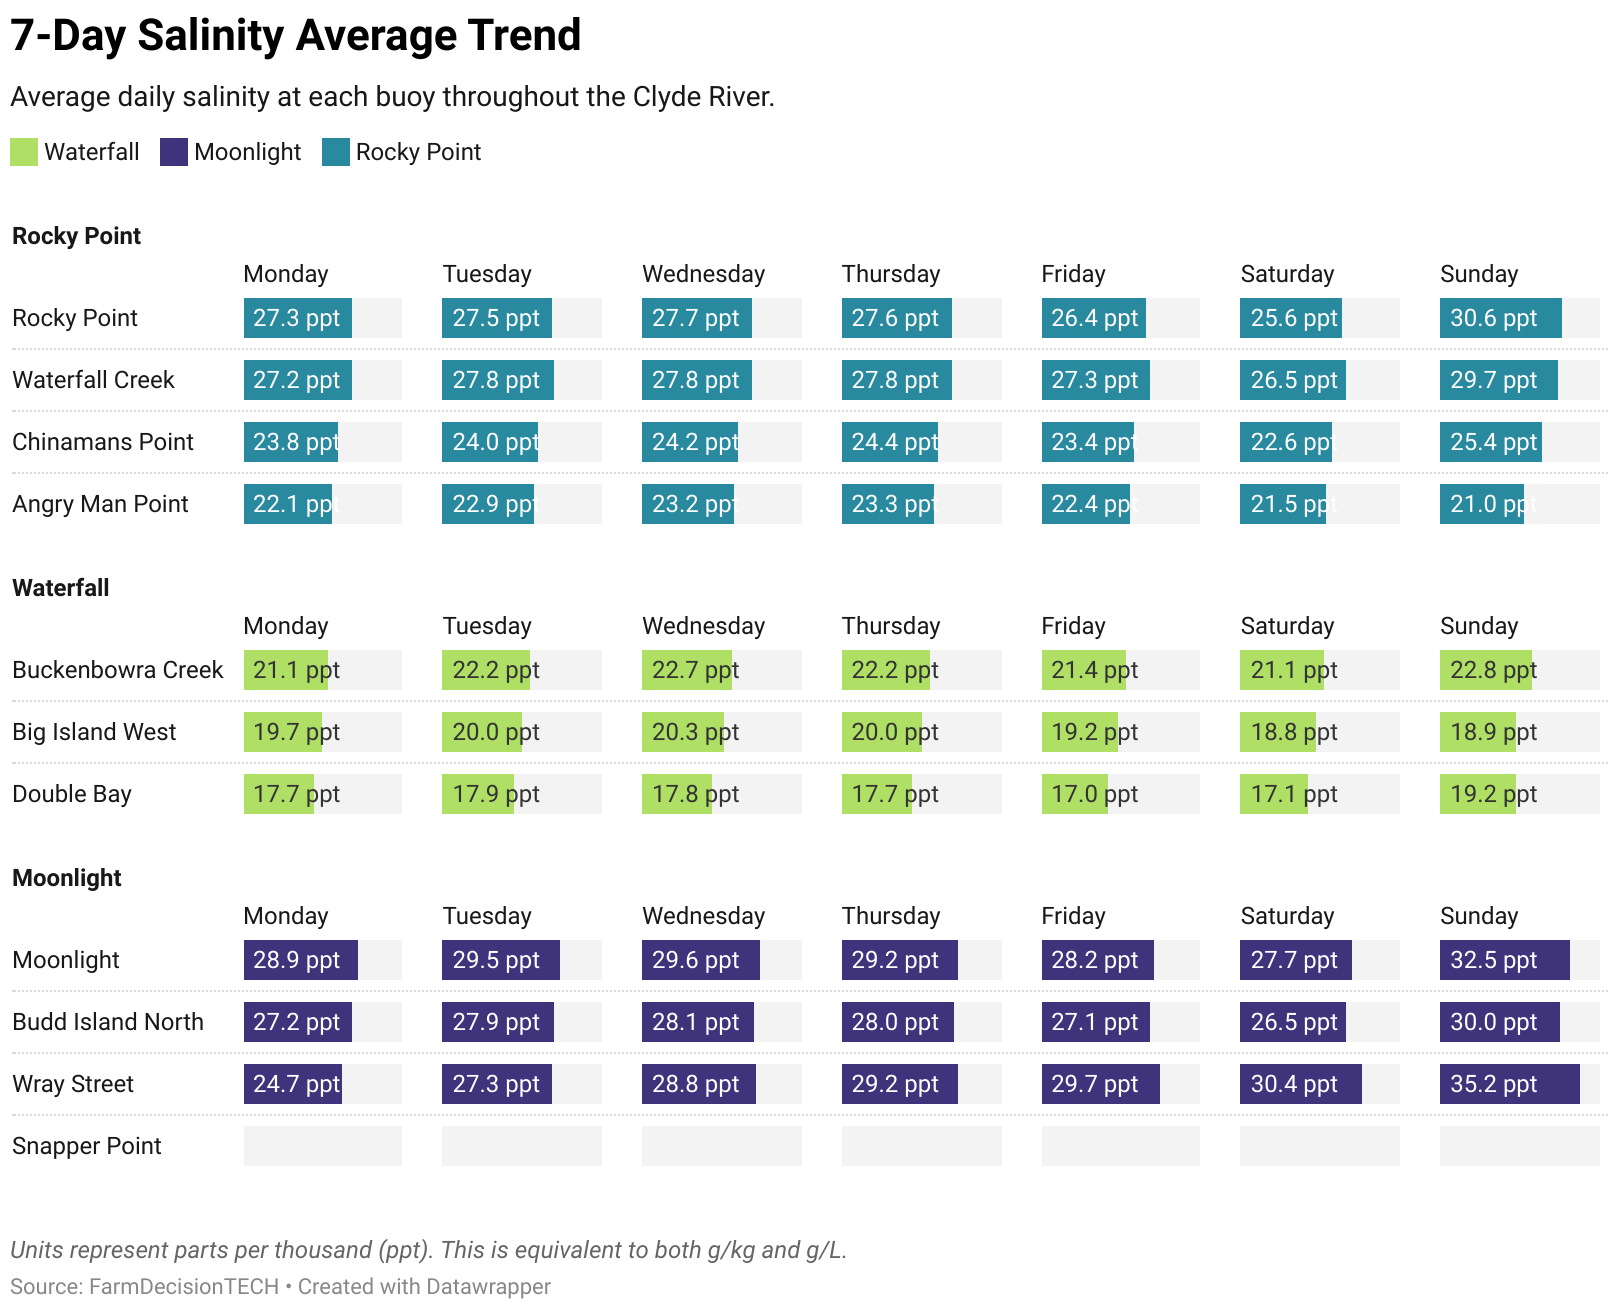 7-Day Salinity Average Trend
Average daily salinity at each buoy throughout the Clyde River.
Waterfall Moonlight Rocky Point
Rocky Point
Monday Tuesday Wednesday Thursday Friday Saturday Sunday
Rocky Point 27.3 ppt 27.5 ppt 27.7 ppt 27.6 ppt 26.4 ppt 25.6 ppt 30.6 ppt
Waterfall Creek 27.2 ppt 27.8 ppt 27.8 ppt 27.8 ppt 27.3 ppt 26.5 ppt 29.7 ppt
Chinamans Point 23.8 ppt 24.0 ppt 24.2 ppt 24.4 ppt 23.4 ppt 22.6 ppt 25.4 ppt
Angry Man Point 22.1 ppt 22.9 ppt 23.2 ppt 23.3 ppt 22.4 ppt 21.5 ppt 21.0 ppt
Waterfall
Monday Tuesday Wednesday Thursday Friday Saturday Sunday
Buckenbowra Creek 21.1 ppt 22.2 ppt 22.7 ppt 22.2 ppt 21.4 ppt 21.1 ppt 22.8 ppt
Big Island West 19.7 ppt 20.0 ppt 20.3 ppt 20.0 ppt 19.2 ppt 18.8 ppt 18.9 ppt
Double Bay 17.7 ppt 17.9 ppt 17.8 ppt 17.7 ppt 17.0 ppt 17.1 ppt 19.2 ppt
Moonlight
Monday Tuesday Wednesday Thursday Friday Saturday Sunday
Moonlight 28.9 ppt 29.5 ppt 29.6 ppt 29.2 ppt 28.2 ppt 27.7 ppt 32.5 ppt
Budd Island North 27.2 ppt 27.9 ppt 28.1 ppt 28.0 ppt 27.1 ppt 26.5 ppt 30.0 ppt
Wray Street 24.7 ppt 27.3 ppt 28.8 ppt 29.2 ppt 29.7 ppt 30.4 ppt 35.2 ppt
Snapper Point
Units represent parts per thousand (ppt). This is equivalent to both g/kg and g/L.
Source: FarmDecisionTECH • Created with Datawrapper